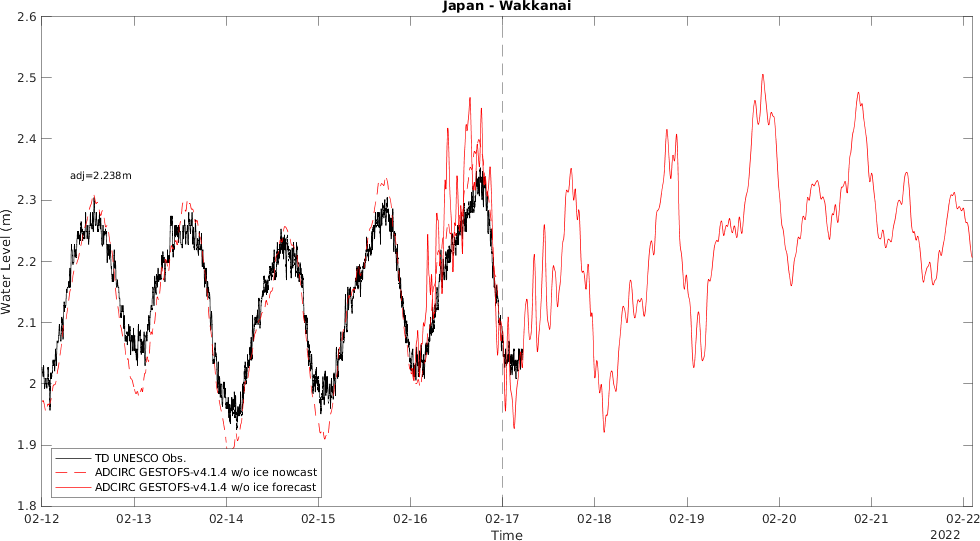 Japan - Wakkanai
2.6
2.5
2.4
2.3
2.2
2.1
2
1.9
1.8
Water Level (m)
adj=2.238m
TD UNESCO Obs.
ADCIRC GESTOFS-v4.1.4 w/o ice nowcast
ADCIRC GESTOFS-v4.1.4 w/o ice forecast
02-12 02-13 02-14 02-15 02-16 02-17 02-18 02-19 02-20 02-21 02-22
Time
2022